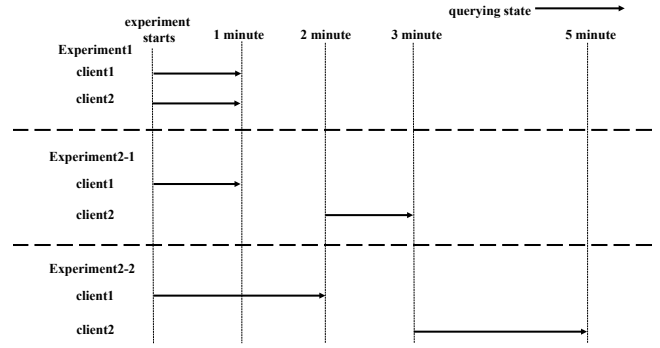 querying state
experiment
starts
1 minute
2 minute
3 minute
5 minute
Experiment1
client1
client2
Experiment2-1
client1
client2
Experiment2-2
client1
client2